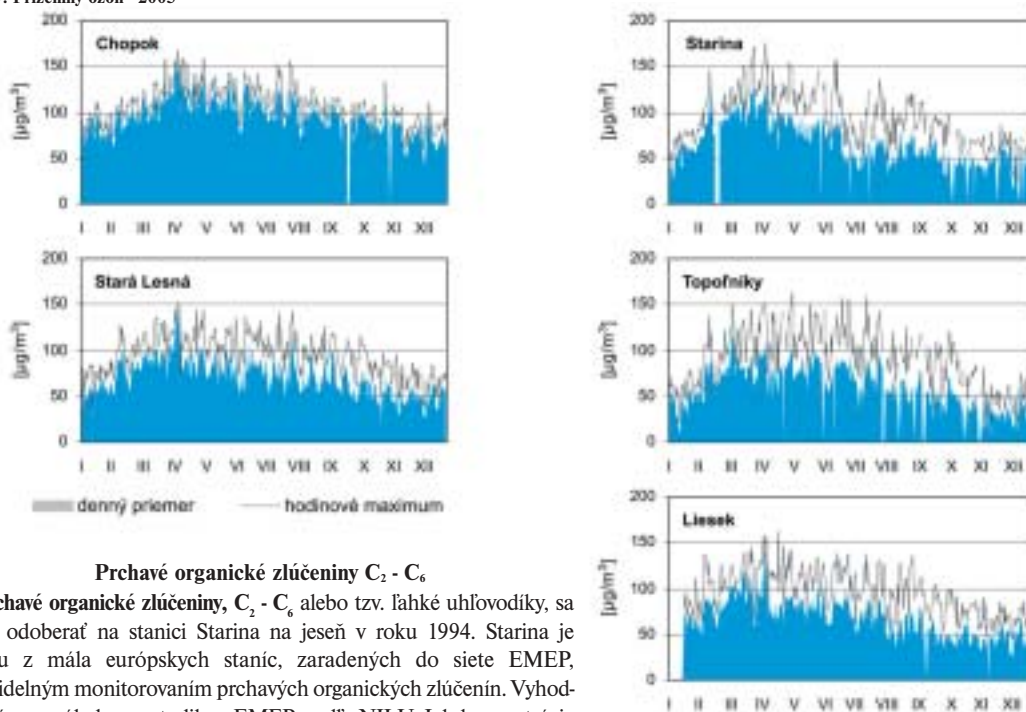 Prízemný ozón - 2003
200
Chopok
150
[µg/m³]
100
50
0
I II III IV V VI VII VIII IX X XI XII
200
Stará Lesná
150
[µg/m³]
100
50
0
I II III IV V VI VII VIII IX X XI XII
denný priemer hodinové maximum
Prchavé organické zlúčeniny C₂ - C₆
chavé organické zlúčeniny, C₂ - C₆ alebo tzv. ľahké uhľovodíky, sa
odoberať na stanici Starina na jeseň v roku 1994. Starina je
u z mála európskych staníc, zaradených do siete EMEP,
idelným monitorovaním prchavých organických zlúčenín. Vyhod-
200
Starina
150
[µg/m³]
100
50
0
I II III IV V VI VII VIII IX X XI XII
200
Topoľníky
150
[µg/m³]
100
50
0
I II III IV V VI VII VIII IX X XI XII
200
Liesek
150
[µg/m³]
100
50
0
I II III IV V VI VII VIII IX X XI XII